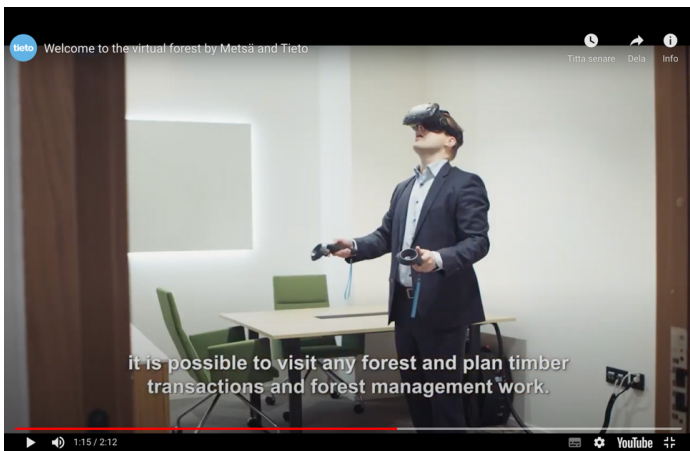 tieto
Welcome to the virtual forest by Metsä and Tieto
Titta senare
Dela
Info
it is possible to visit any forest and plan timber
transactions and forest management work.
1:15 / 2:12
YouTube